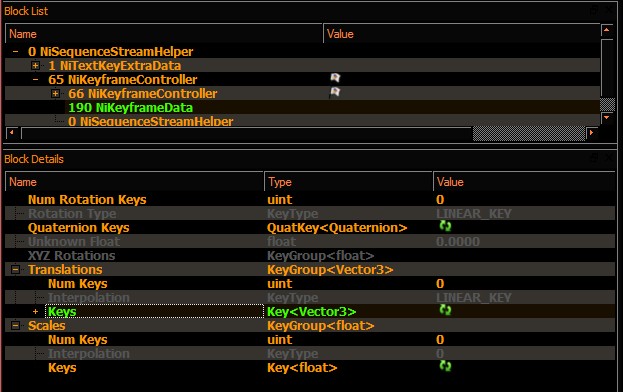 Block List
Name Value
0 NiSequenceStreamHelper
1 NiTextKeyExtraData
65 NiKeyframeController
66 NiKeyframeController
190 NiKeyframeData
0 NiSequenceStreamHelper
Block Details
Name Type Value
Num Rotation Keys uint 0
Rotation Type KeyType LINEAR_KEY
Quaternion Keys QuatKey<Quaternion>
Unknown Float float 0.0000
XYZ Rotations KeyGroup<float>
Translations KeyGroup<Vector3>
Num Keys uint 0
Interpolation KeyType LINEAR_KEY
Keys Key<Vector3>
Scales KeyGroup<float>
Num Keys uint 0
Interpolation KeyType 0
Keys Key<float>